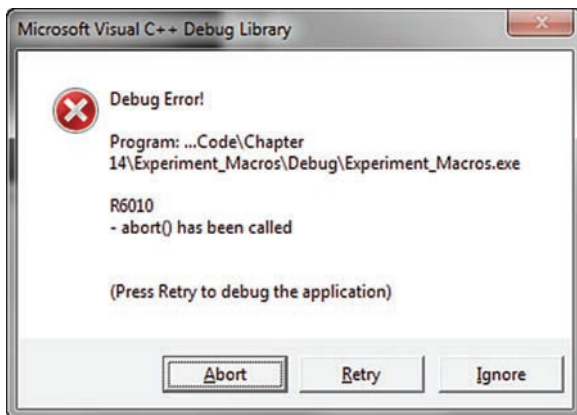 Microsoft Visual C++ Debug Library
Debug Error!
Program: ...Code\Chapter
14\Experiment_Macros\Debug\Experiment_Macros.exe
R6010
- abort() has been called
(Press Retry to debug the application)
Abort
Retry
Ignore